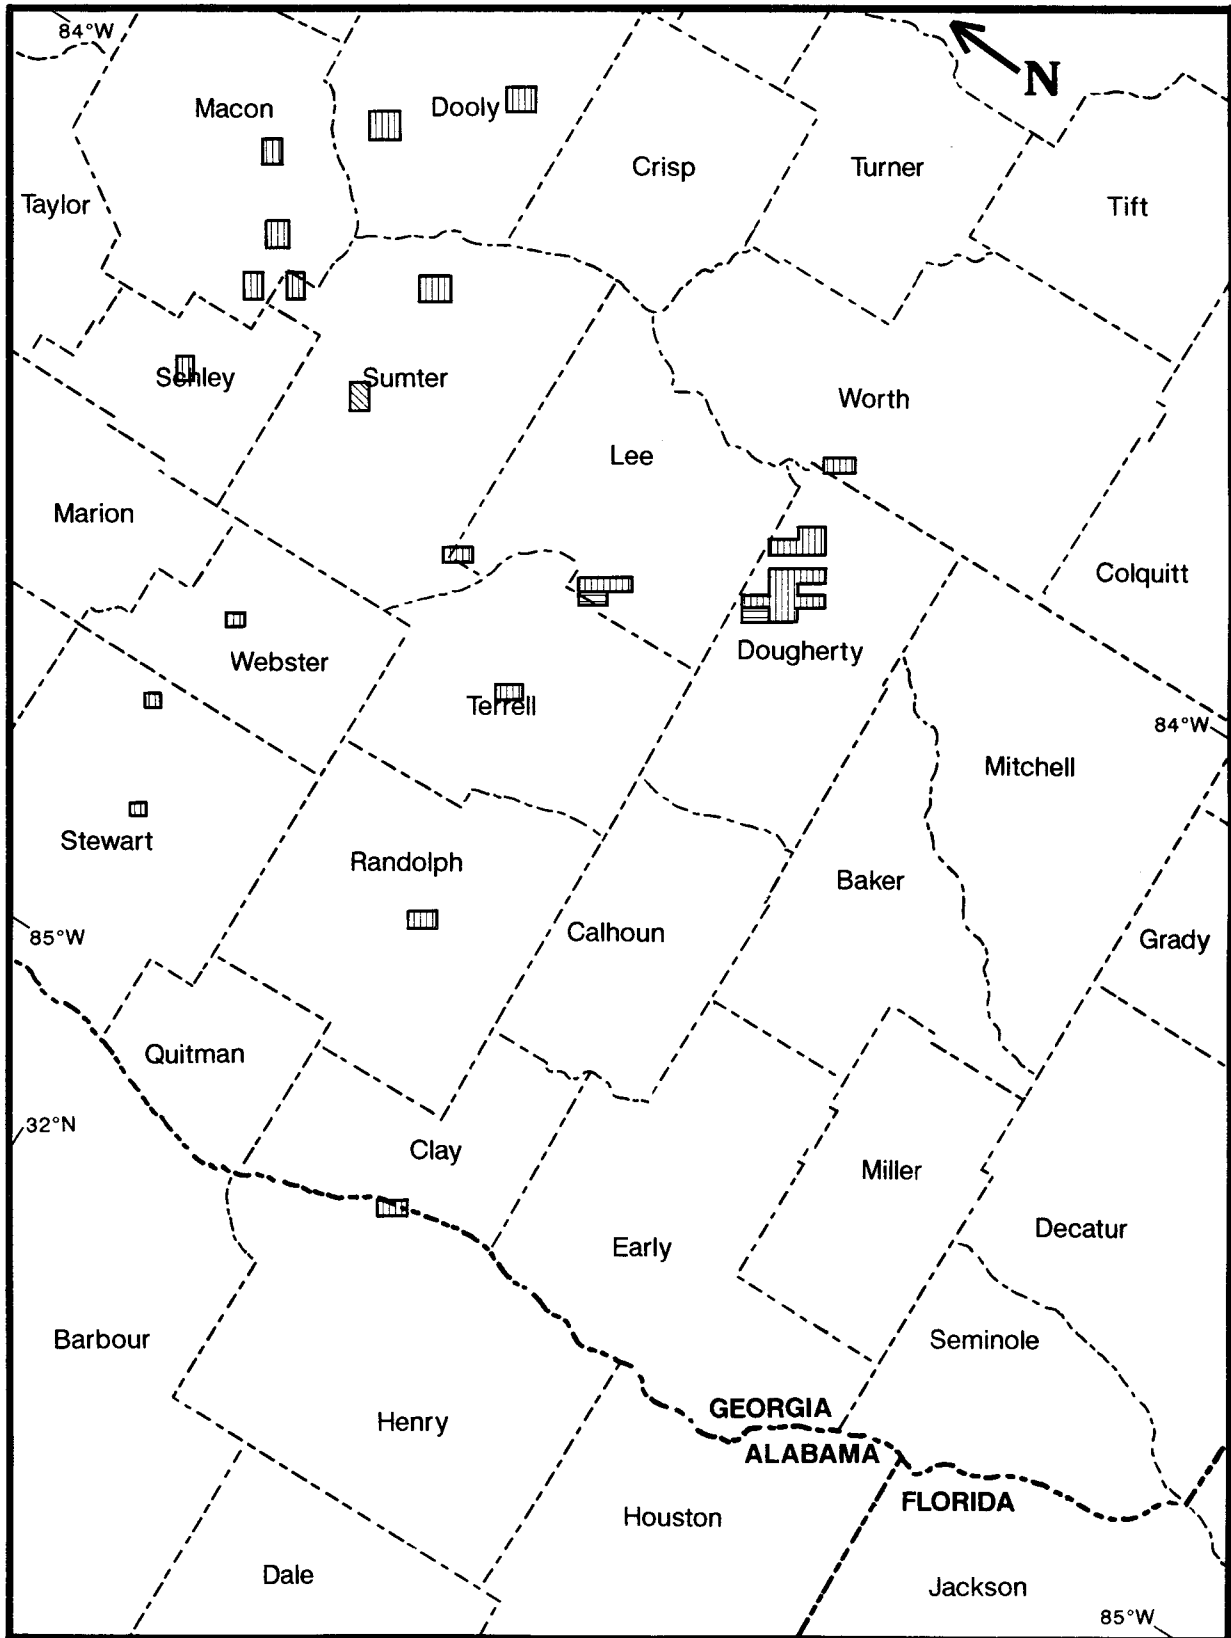 84°W
N
Macon
Dooly
Crisp
Turner
Taylor
Tift
Schley
Sumter
Worth
Lee
Marion
Colquitt
Webster
Dougherty
Terrell
84°W
Mitchell
Stewart
Randolph
Baker
Calhoun
85°W
Grady
Quitman
32°N
Clay
Miller
Decatur
Early
Barbour
Seminole
Henry
GEORGIA
ALABAMA
FLORIDA
Houston
Dale
Jackson
85°W